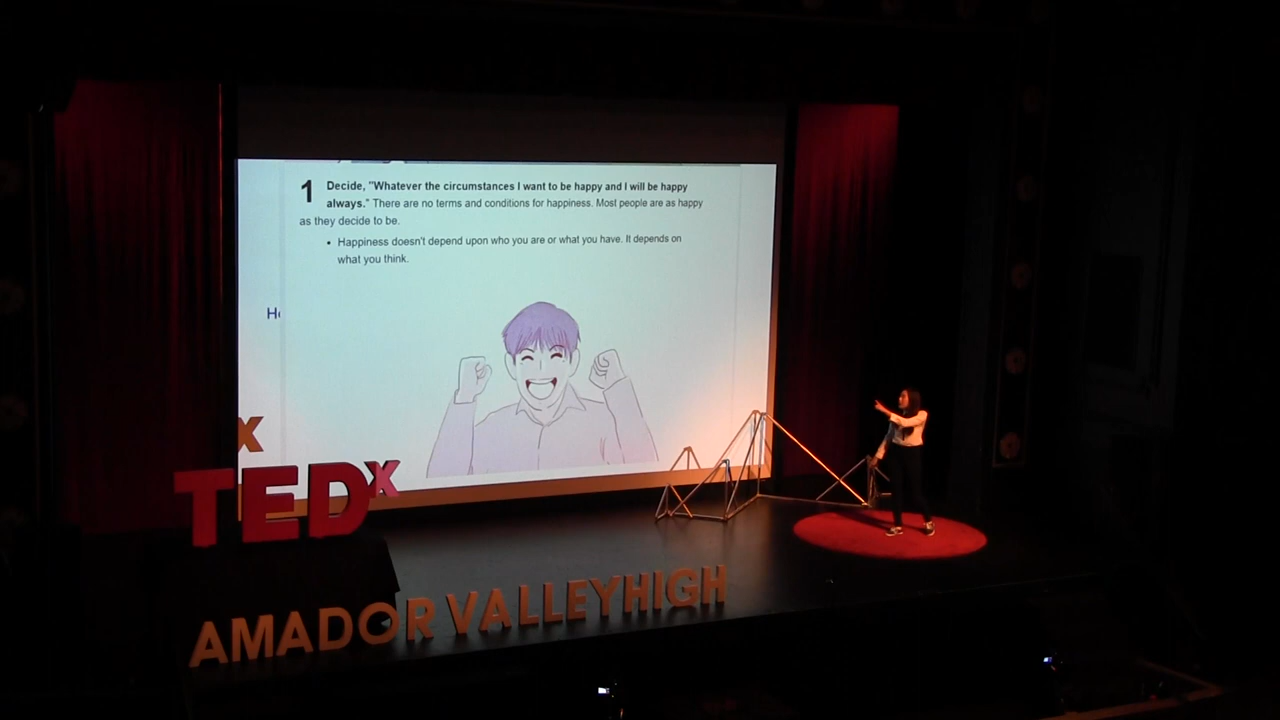 1 Decide, "Whatever the circumstances I want to be happy and I will be happy
always." There are no terms and conditions for happiness. Most people are as happy
as they decide to be.
• Happiness doesn't depend upon who you are or what you have. It depends on
what you think.
x
TEDx
AMADOR VALLEYHIGH